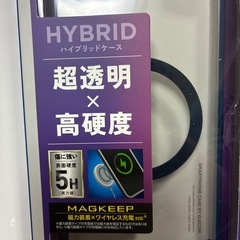 HYBRID
ハイブリッドケース
超透明
×
高硬度
傷に強い
表面硬度
5H
MAGKEEP
磁力装着×ワイヤレス充電対応